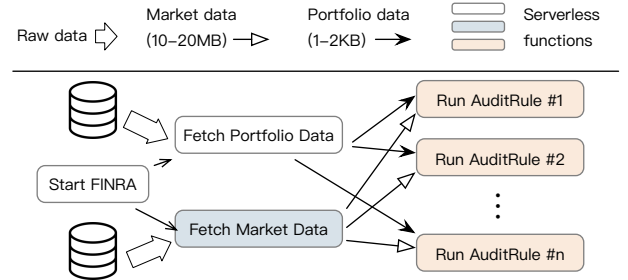 Raw data
Market data
(10–20MB)
Portfolio data
(1–2KB)
Serverless
functions
Run AuditRule #1
Fetch Portfolio Data
Run AuditRule #2
Start FINRA
Fetch Market Data
Run AuditRule #n